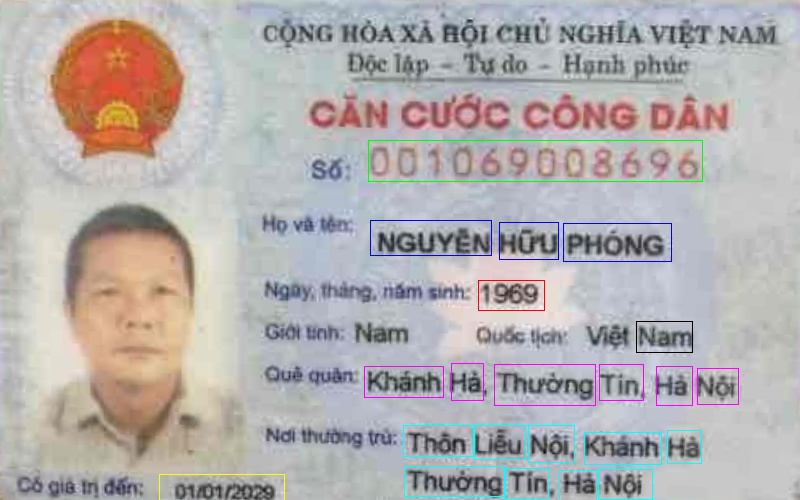 CỘNG HÒA XÃ HỘI CHỦ NGHĨA VIỆT NAM
Độc lập - Tự do - Hạnh phúc
CĂN CƯỚC CÔNG DÂN
Số: 001069008696
Họ và tên: NGUYỄN HỮU PHÓNG
Ngày, tháng, năm sinh: 1969
Giới tính: Nam Quốc tịch: Việt Nam
Quê quán: Khánh Hà, Thường Tín, Hà Nội
Nơi thường trú: Thôn Liễu Nội, Khánh Hà
Thường Tín, Hà Nội
Có giá trị đến: 01/01/2029